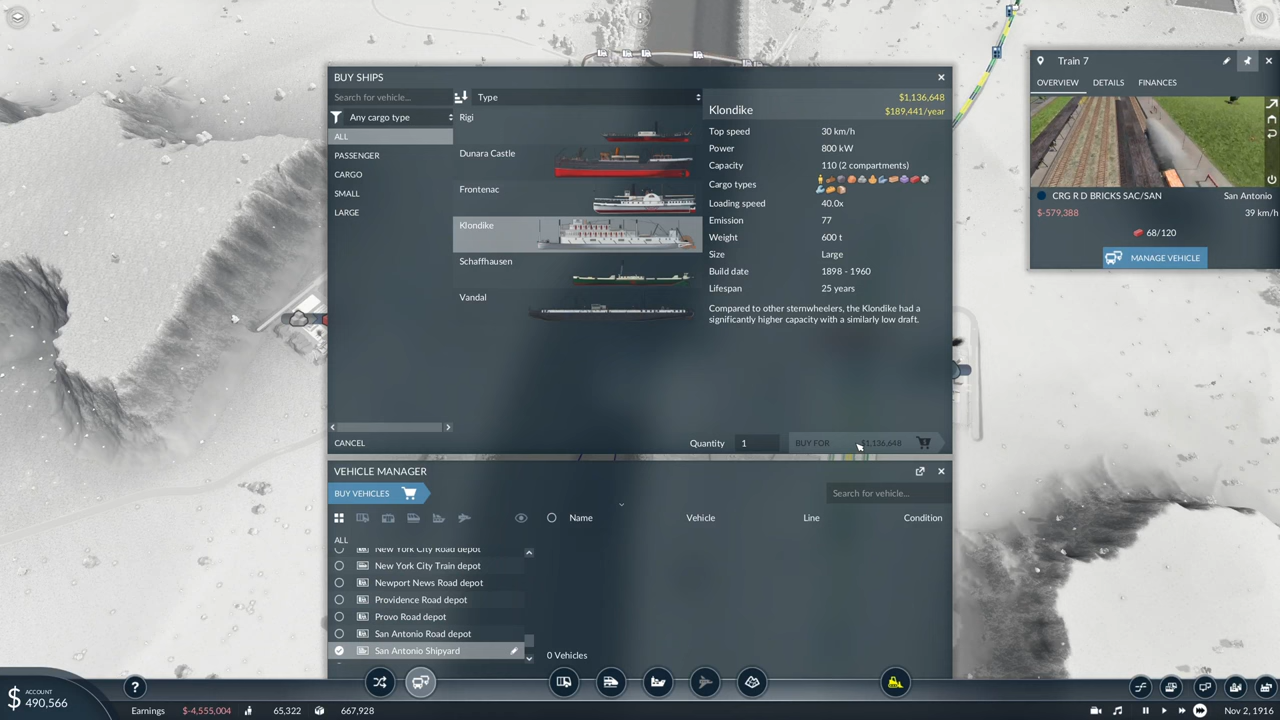 BUY SHIPS
Search for vehicle...
Type
Any cargo type
ALL
PASSENGER
CARGO
SMALL
LARGE
Rigi
Dunara Castle
Frontenac
Klondike
Schaffhausen
Vandal
$1,136,648
Klondike
$189,441/year
Top speed 30 km/h
Power 800 kW
Capacity 110 (2 compartments)
Cargo types
Loading speed 40.0x
Emission 77
Weight 600 t
Size Large
Build date 1898 - 1960
Lifespan 25 years
Compared to other sternwheelers, the Klondike had a
significantly higher capacity with a similarly low draft.
CANCEL
Quantity 1
BUY FOR $1,136,648
Train 7
OVERVIEW DETAILS FINANCES
CRG R D BRICKS SAC/SAN San Antonio
$-579,388 39 km/h
68/120
MANAGE VEHICLE
VEHICLE MANAGER
BUY VEHICLES
Search for vehicle...
Name Vehicle Line Condition
ALL
New York City Road depot
New York City Train depot
Newport News Road depot
Providence Road depot
Provo Road depot
San Antonio Road depot
San Antonio Shipyard
0 Vehicles
ACCOUNT
$ 490,566
?
Earnings $-4,555,004 65,322 667,928
Nov 2, 1916